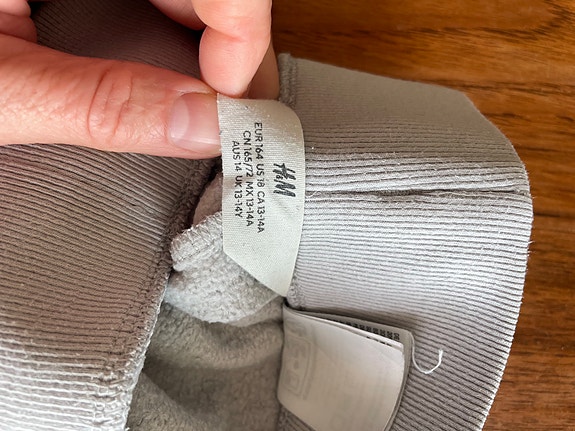 H&M
EUR 164 US 18 CA 13-14A
CN 165/72 MX 13-14A
AUS 14 UK 13-14Y